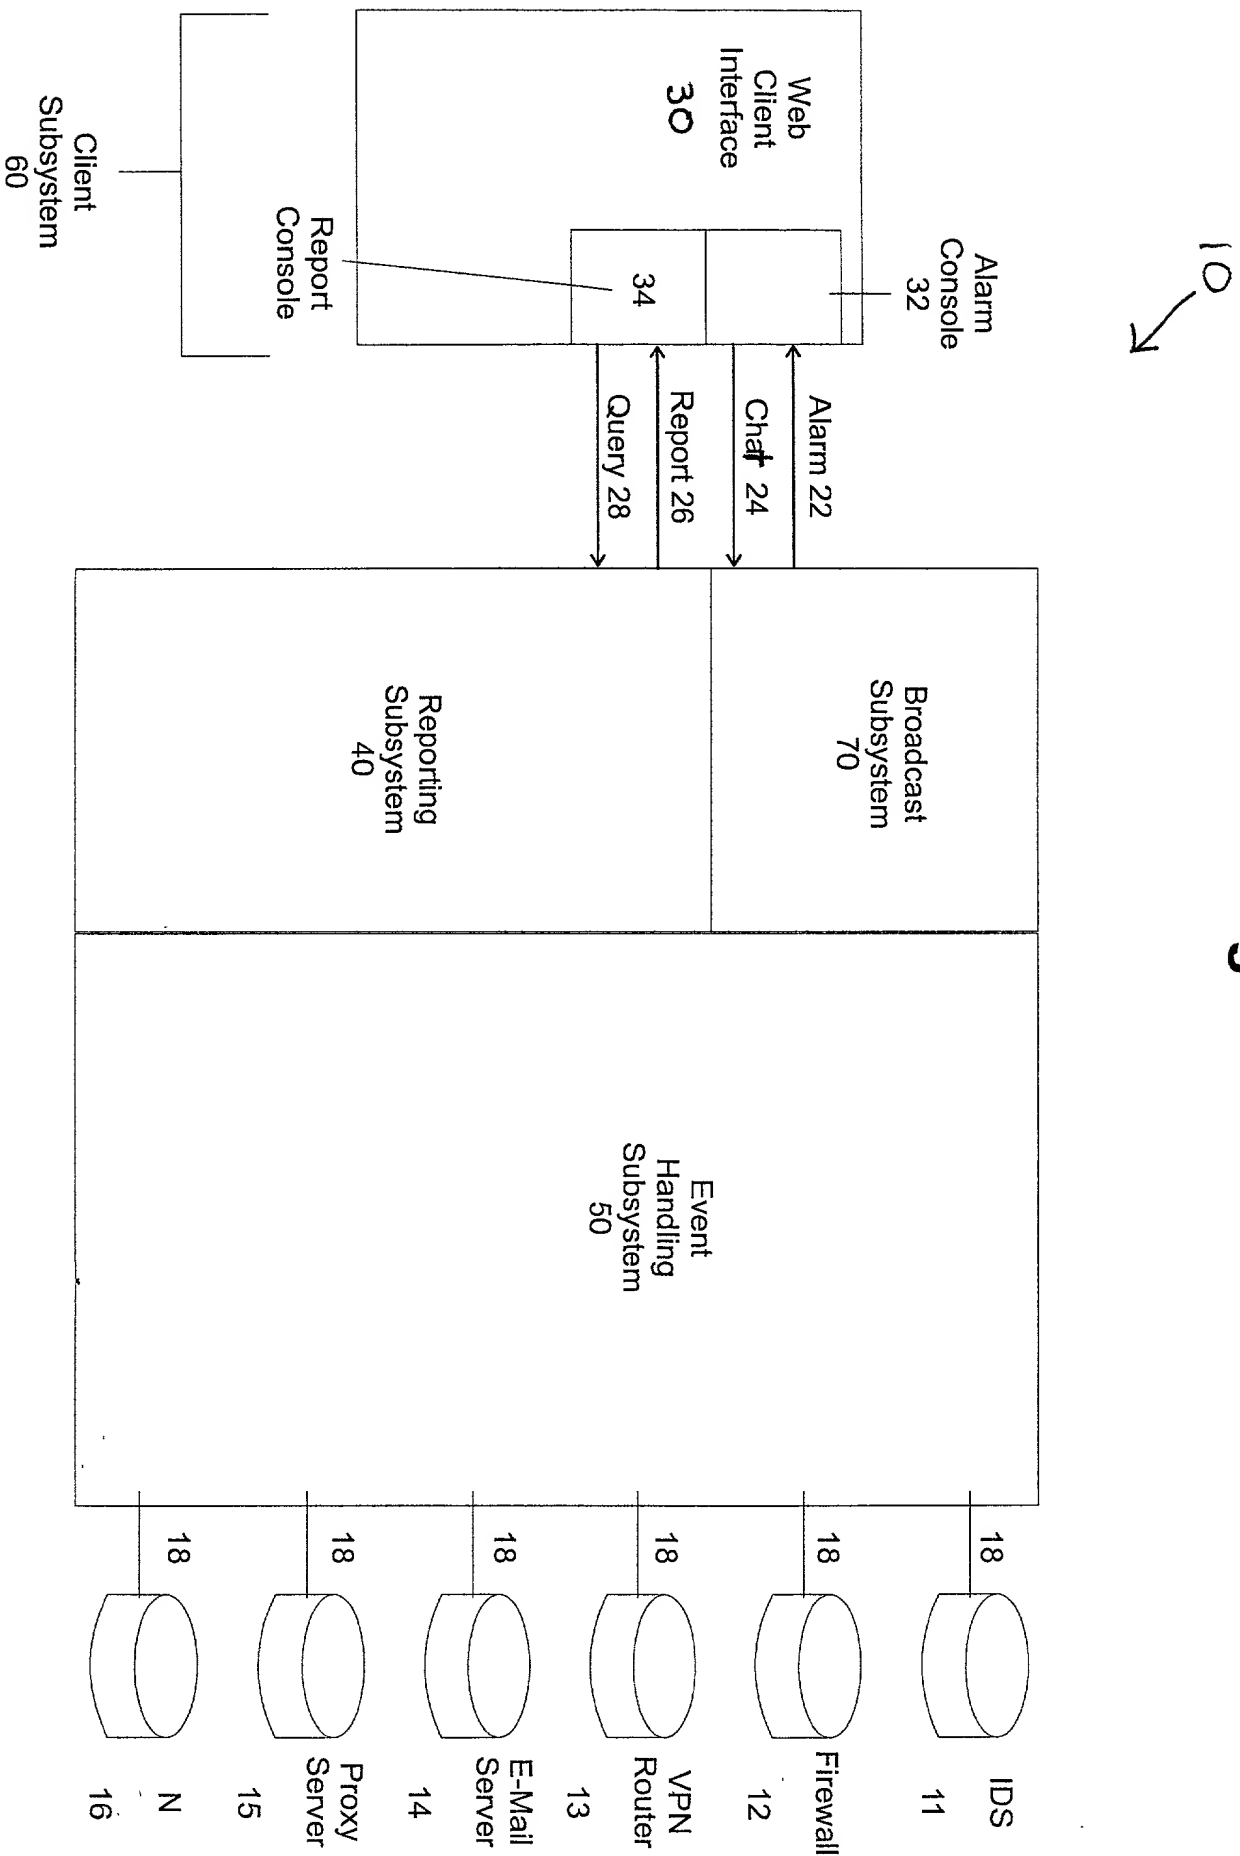 10
Alarm
Console
32
Web
Client
Interface
30
34
Report
Console
Client
Subsystem
60
Alarm 22
Chat 24
Report 26
Query 28
Broadcast
Subsystem
70
Reporting
Subsystem
40
Event
Handling
Subsystem
50
18
IDS
11
18
Firewall
12
18
VPN
Router
13
18
E-Mail
Server
14
18
Proxy
Server
15
18
N
16